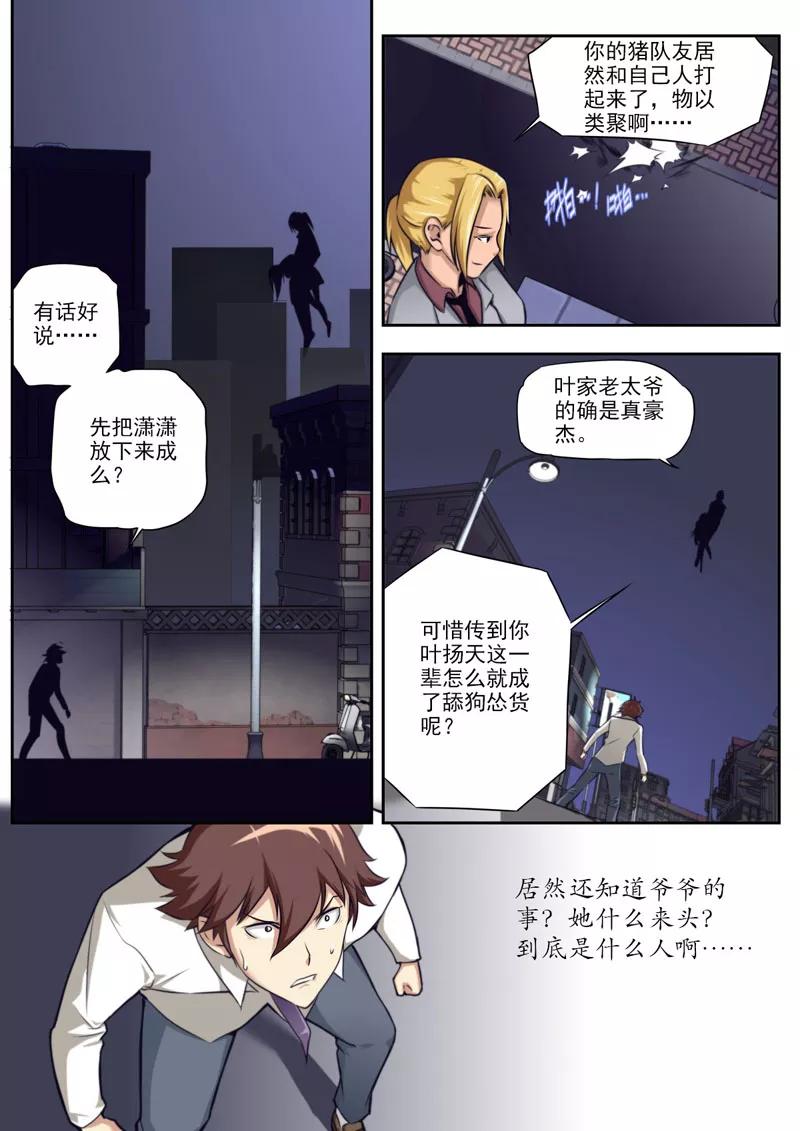 有话好
说……
先把潇潇
放下来成
么？
你的猪队友居
然和自己人打
起来了，物以
类聚啊……
啪…！啪…
叶家老太爷
的确是真豪
杰。
可惜传到你
叶扬天这一
辈怎么就成
了舔狗怂货
呢？
居然还知道爷爷的
事？她什么来头？
到底是什么人啊……